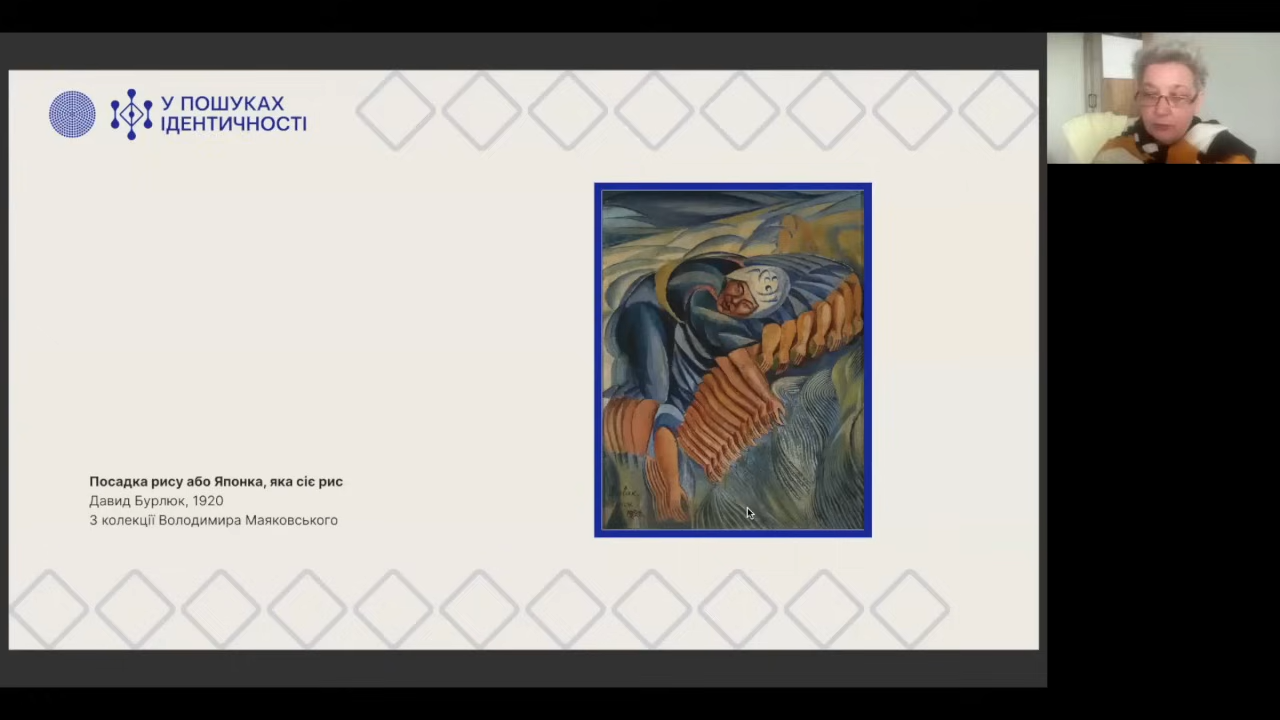 У ПОШУКАХ
ІДЕНТИЧНОСТІ
Посадка рису або Японка, яка сіє рис
Давид Бурлюк, 1920
З колекції Володимира Маяковського